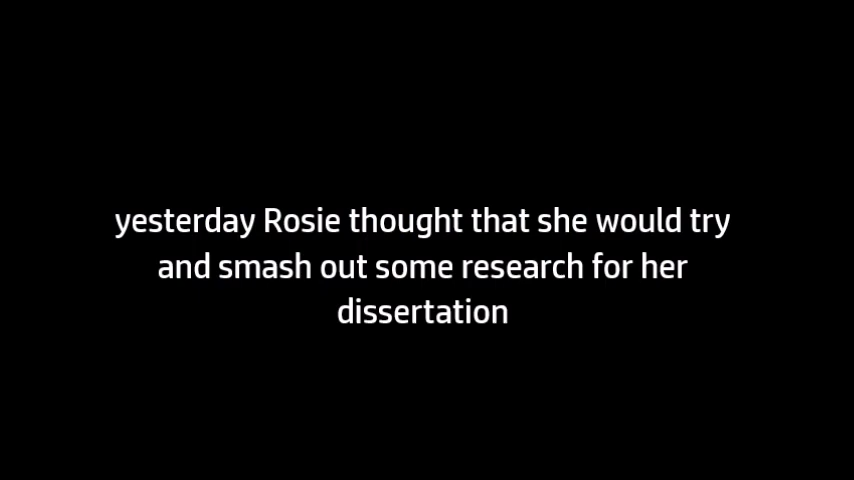 yesterday Rosie thought that she would try
and smash out some research for her
dissertation